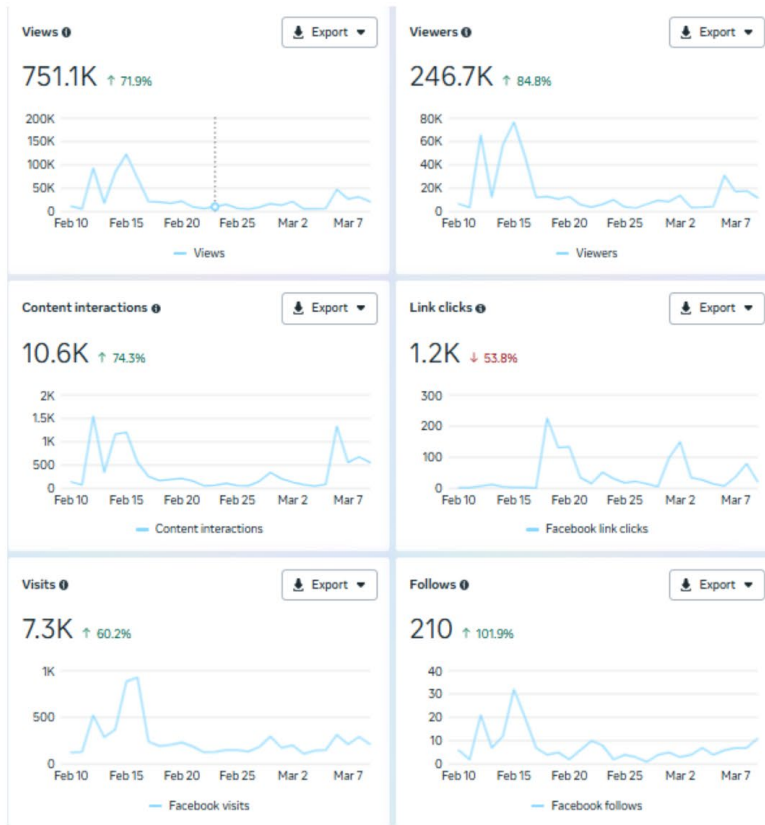 Views
Export
751.1K ↑ 71.9%
200K
150K
100K
50K
0
Feb 10 Feb 15 Feb 20 Feb 25 Mar 2 Mar 7
Views
Viewers
Export
246.7K ↑ 84.8%
80K
60K
40K
20K
0
Feb 10 Feb 15 Feb 20 Feb 25 Mar 2 Mar 7
Viewers
Content interactions
Export
10.6K ↑ 74.3%
2K
1.5K
1K
500
0
Feb 10 Feb 15 Feb 20 Feb 25 Mar 2 Mar 7
Content interactions
Link clicks
Export
1.2K ↓ 53.8%
300
200
100
0
Feb 10 Feb 15 Feb 20 Feb 25 Mar 2 Mar 7
Facebook link clicks
Visits
Export
7.3K ↑ 60.2%
1K
500
0
Feb 10 Feb 15 Feb 20 Feb 25 Mar 2 Mar 7
Facebook visits
Follows
Export
210 ↑ 101.9%
40
30
20
10
0
Feb 10 Feb 15 Feb 20 Feb 25 Mar 2 Mar 7
Facebook follows